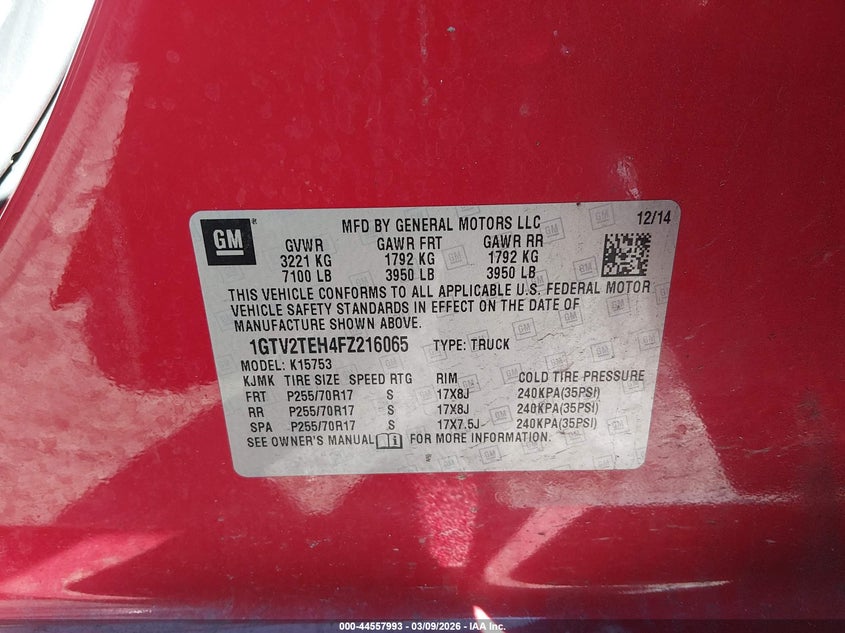 GM
MFD BY GENERAL MOTORS LLC 12/14
GVWR GAWR FRT GAWR RR
3221 KG 1792 KG 1792 KG
7100 LB 3950 LB 3950 LB
THIS VEHICLE CONFORMS TO ALL APPLICABLE U.S. FEDERAL MOTOR
VEHICLE SAFETY STANDARDS IN EFFECT ON THE DATE OF
MANUFACTURE SHOWN ABOVE.
1GTV2TEH4FZ216065 TYPE: TRUCK
MODEL: K15753
KJMK TIRE SIZE SPEED RTG RIM COLD TIRE PRESSURE
FRT P255/70R17 S 17X8J 240KPA(35PSI)
RR P255/70R17 S 17X8J 240KPA(35PSI)
SPA P255/70R17 S 17X7.5J 240KPA(35PSI)
SEE OWNER'S MANUAL FOR MORE INFORMATION.
000-44557993 - 03/09/2026 - IAA Inc.